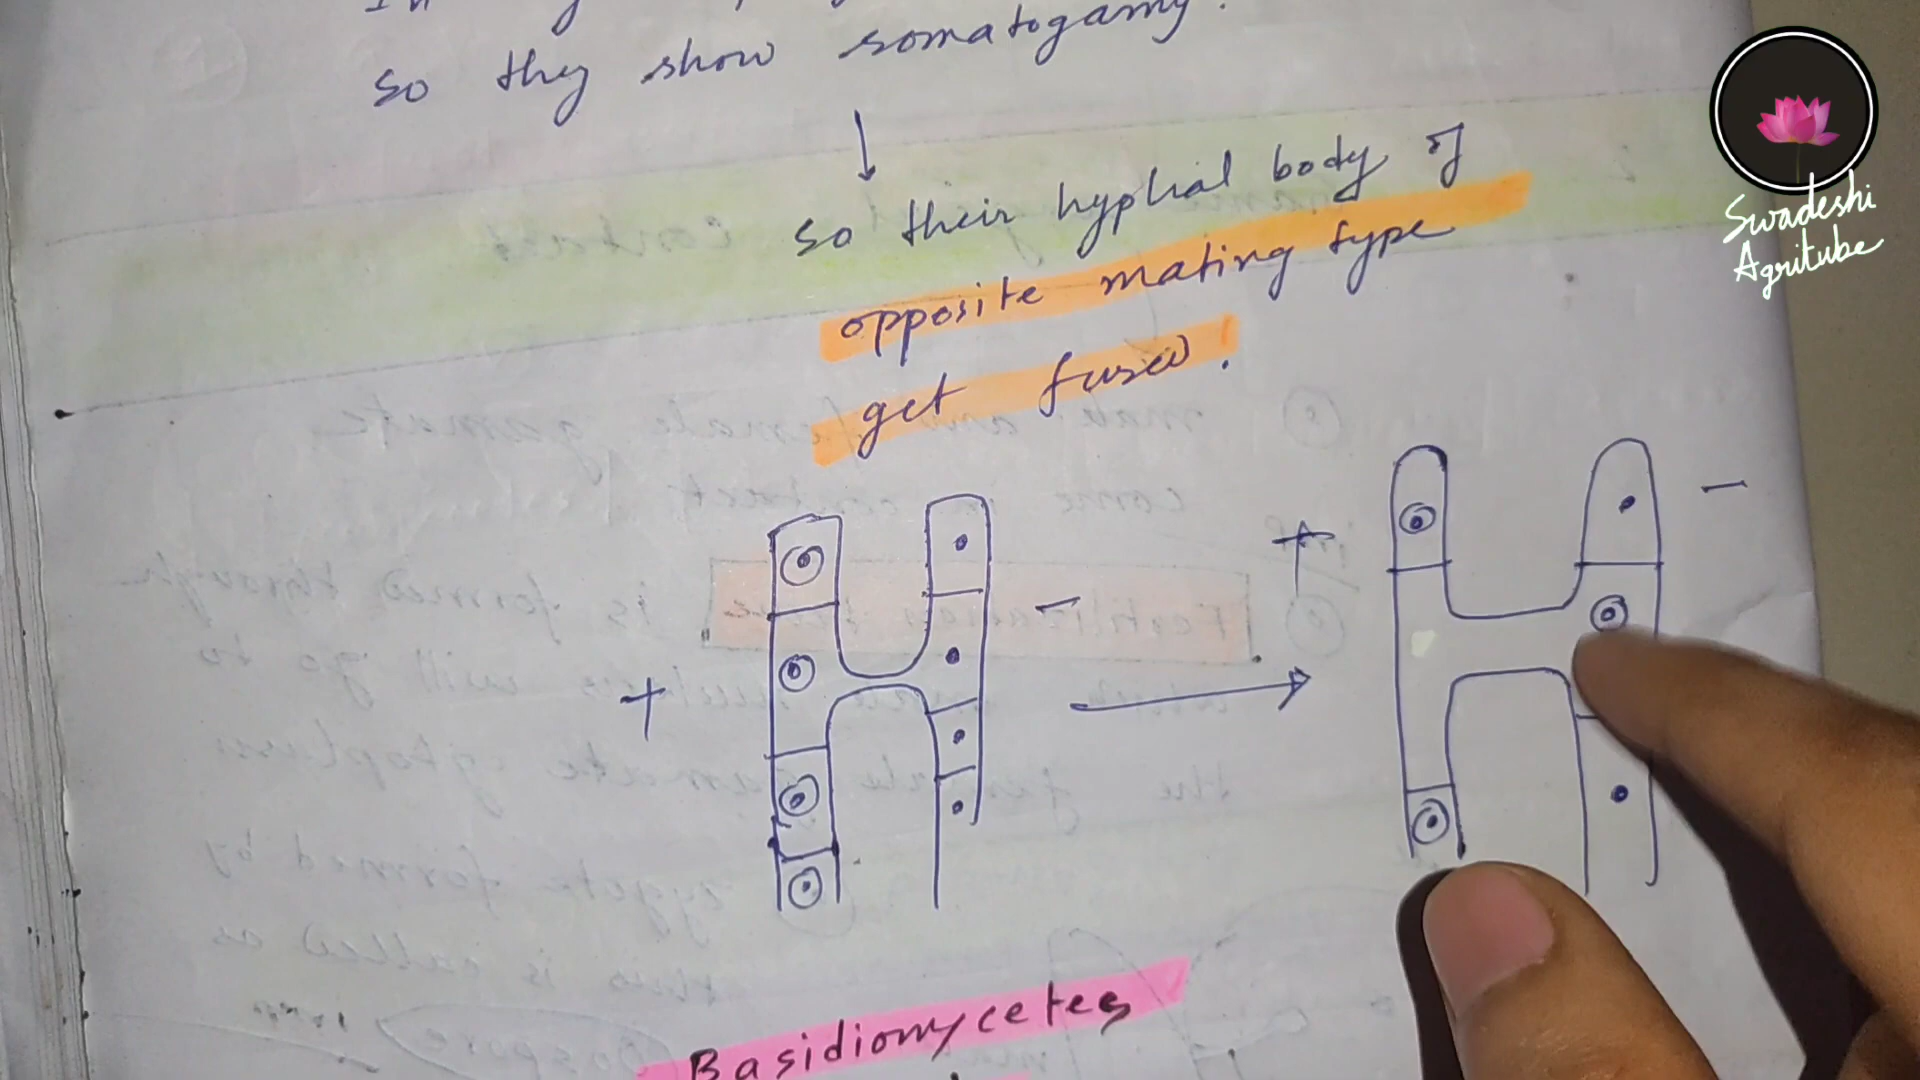 so they show somatogamy.
so their hyphal body of
opposite mating type
get fused.
+
-
+
-
Basidiomycetes
Swadeshi
Agritube